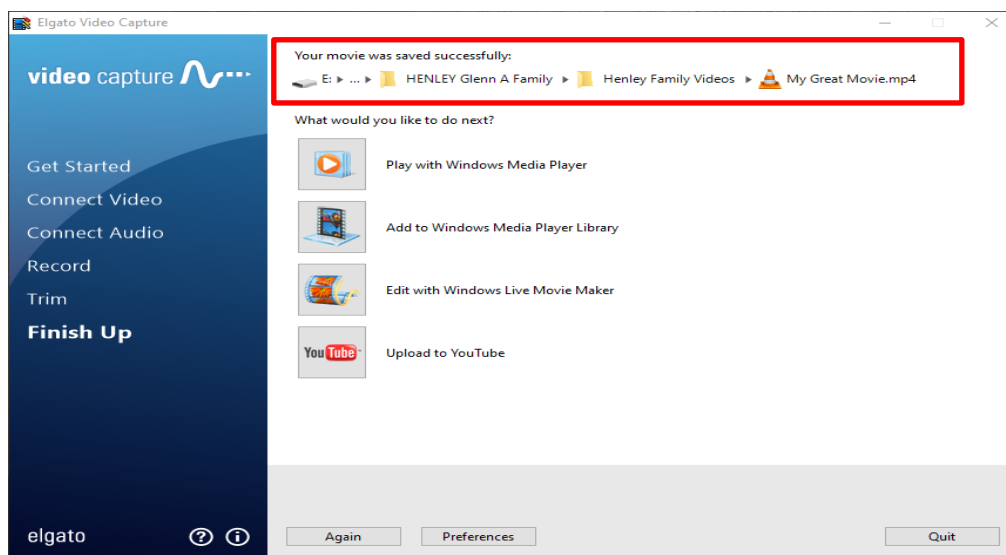 Elgato Video Capture
video capture
Your movie was saved successfully:
E: ▸ ... ▸ HENLEY Glenn A Family ▸ Henley Family Videos ▸ My Great Movie.mp4
What would you like to do next?
Get Started
Connect Video
Connect Audio
Record
Trim
Finish Up
Play with Windows Media Player
Add to Windows Media Player Library
Edit with Windows Live Movie Maker
YouTube
Upload to YouTube
elgato
Again
Preferences
Quit